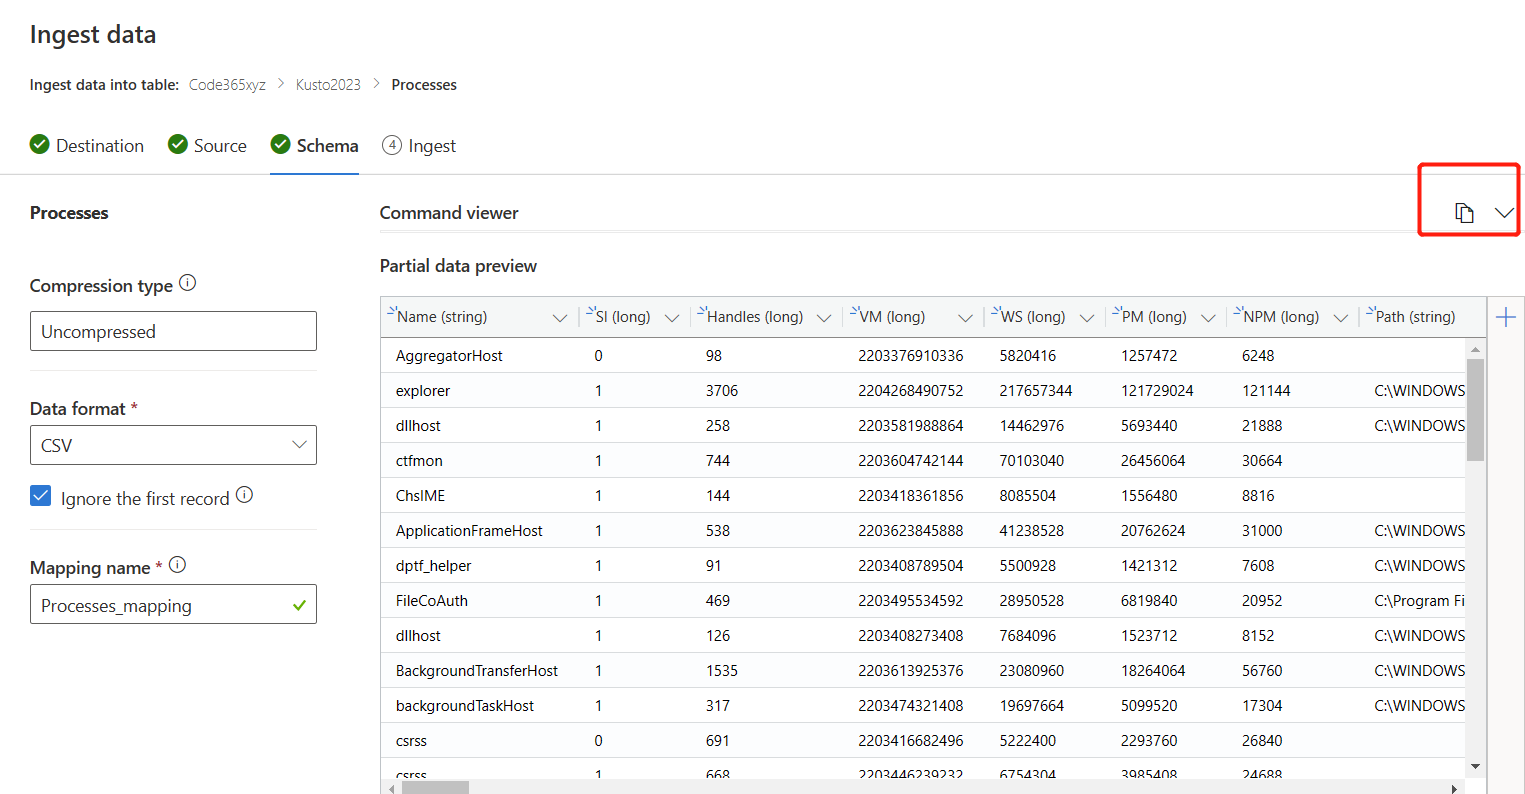 Ingest data
Ingest data into table: Code365xyz > Kusto2023 > Processes
Destination Source Schema 4 Ingest
Processes
Compression type
Uncompressed
Data format *
CSV
Ignore the first record
Mapping name *
Processes_mapping
Command viewer
Partial data preview
Name (string) SI (long) Handles (long) VM (long) WS (long) PM (long) NPM (long) Path (string)
AggregatorHost 0 98 2203376910336 5820416 1257472 6248
explorer 1 3706 2204268490752 217657344 121729024 121144 C:\WINDOWS
dllhost 1 258 2203581988864 14462976 5693440 21888 C:\WINDOWS
ctfmon 1 744 2203604742144 70103040 26456064 30664
ChsIME 1 144 2203418361856 8085504 1556480 8816
ApplicationFrameHost 1 538 2203623845888 41238528 20762624 31000 C:\WINDOWS
dptf_helper 1 91 2203408789504 5500928 1421312 7608 C:\WINDOWS
FileCoAuth 1 469 2203495534592 28950528 6819840 20952 C:\Program Fi
dllhost 1 126 2203408273408 7684096 1523712 8152 C:\WINDOWS
BackgroundTransferHost 1 1535 2203613925376 23080960 18264064 56760 C:\WINDOWS
backgroundTaskHost 1 317 2203474321408 19697664 5099520 17304 C:\WINDOWS
csrss 0 691 2203416682496 5222400 2293760 26840
csrss 1 668 2203446239232 6754304 3985408 24688